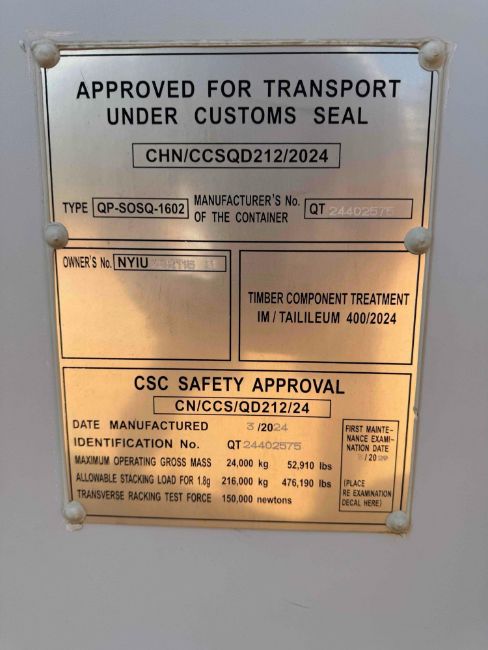 APPROVED FOR TRANSPORT
UNDER CUSTOMS SEAL
CHN/CCSQD212/2024
TYPE QP-SOSQ-1602 MANUFACTURER'S No. OF THE CONTAINER QT 24402575
OWNER'S No. NYIU
TIMBER COMPONENT TREATMENT
IM / TAILILEUM 400/2024
CSC SAFETY APPROVAL
CN/CCS/QD212/24
DATE MANUFACTURED 3 /2024
IDENTIFICATION No. QT 24402575
MAXIMUM OPERATING GROSS MASS 24,000 kg 52,910 lbs
ALLOWABLE STACKING LOAD FOR 1.8g 216,000 kg 476,190 lbs
TRANSVERSE RACKING TEST FORCE 150,000 newtons
FIRST MAINTE-
NANCE EXAMI-
NATION DATE
/20
(PLACE
RE EXAMINATION
DECAL HERE)